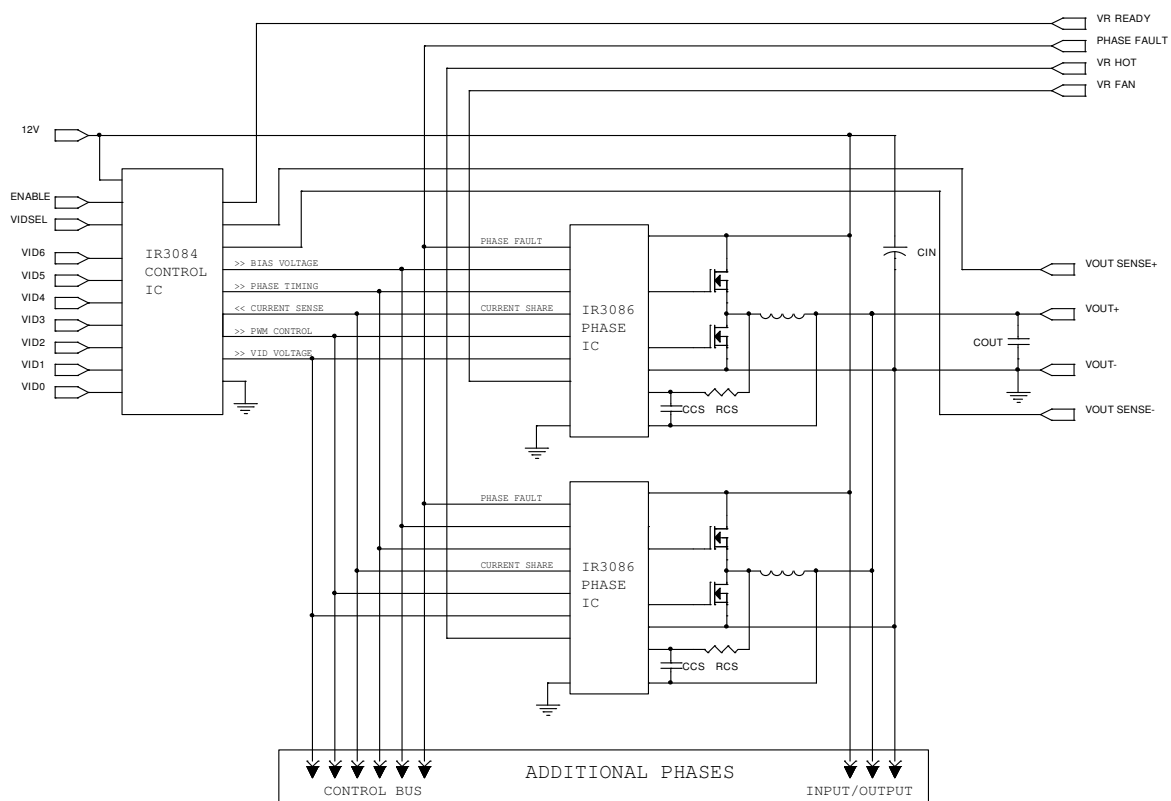 VR READY
PHASE FAULT
VR HOT
VR FAN
12V
ENABLE
VIDSEL
VID6
VID5
VID4
VID3
VID2
VID1
VID0
IR3084
CONTROL
IC
>> BIAS VOLTAGE
>> PHASE TIMING
<< CURRENT SENSE
>> PWM CONTROL
>> VID VOLTAGE
PHASE FAULT
CURRENT SHARE
IR3086
PHASE
IC
CCS
RCS
CIN
COUT
VOUT SENSE+
VOUT+
VOUT-
VOUT SENSE-
PHASE FAULT
CURRENT SHARE
IR3086
PHASE
IC
CCS
RCS
ADDITIONAL PHASES
CONTROL BUS
INPUT/OUTPUT